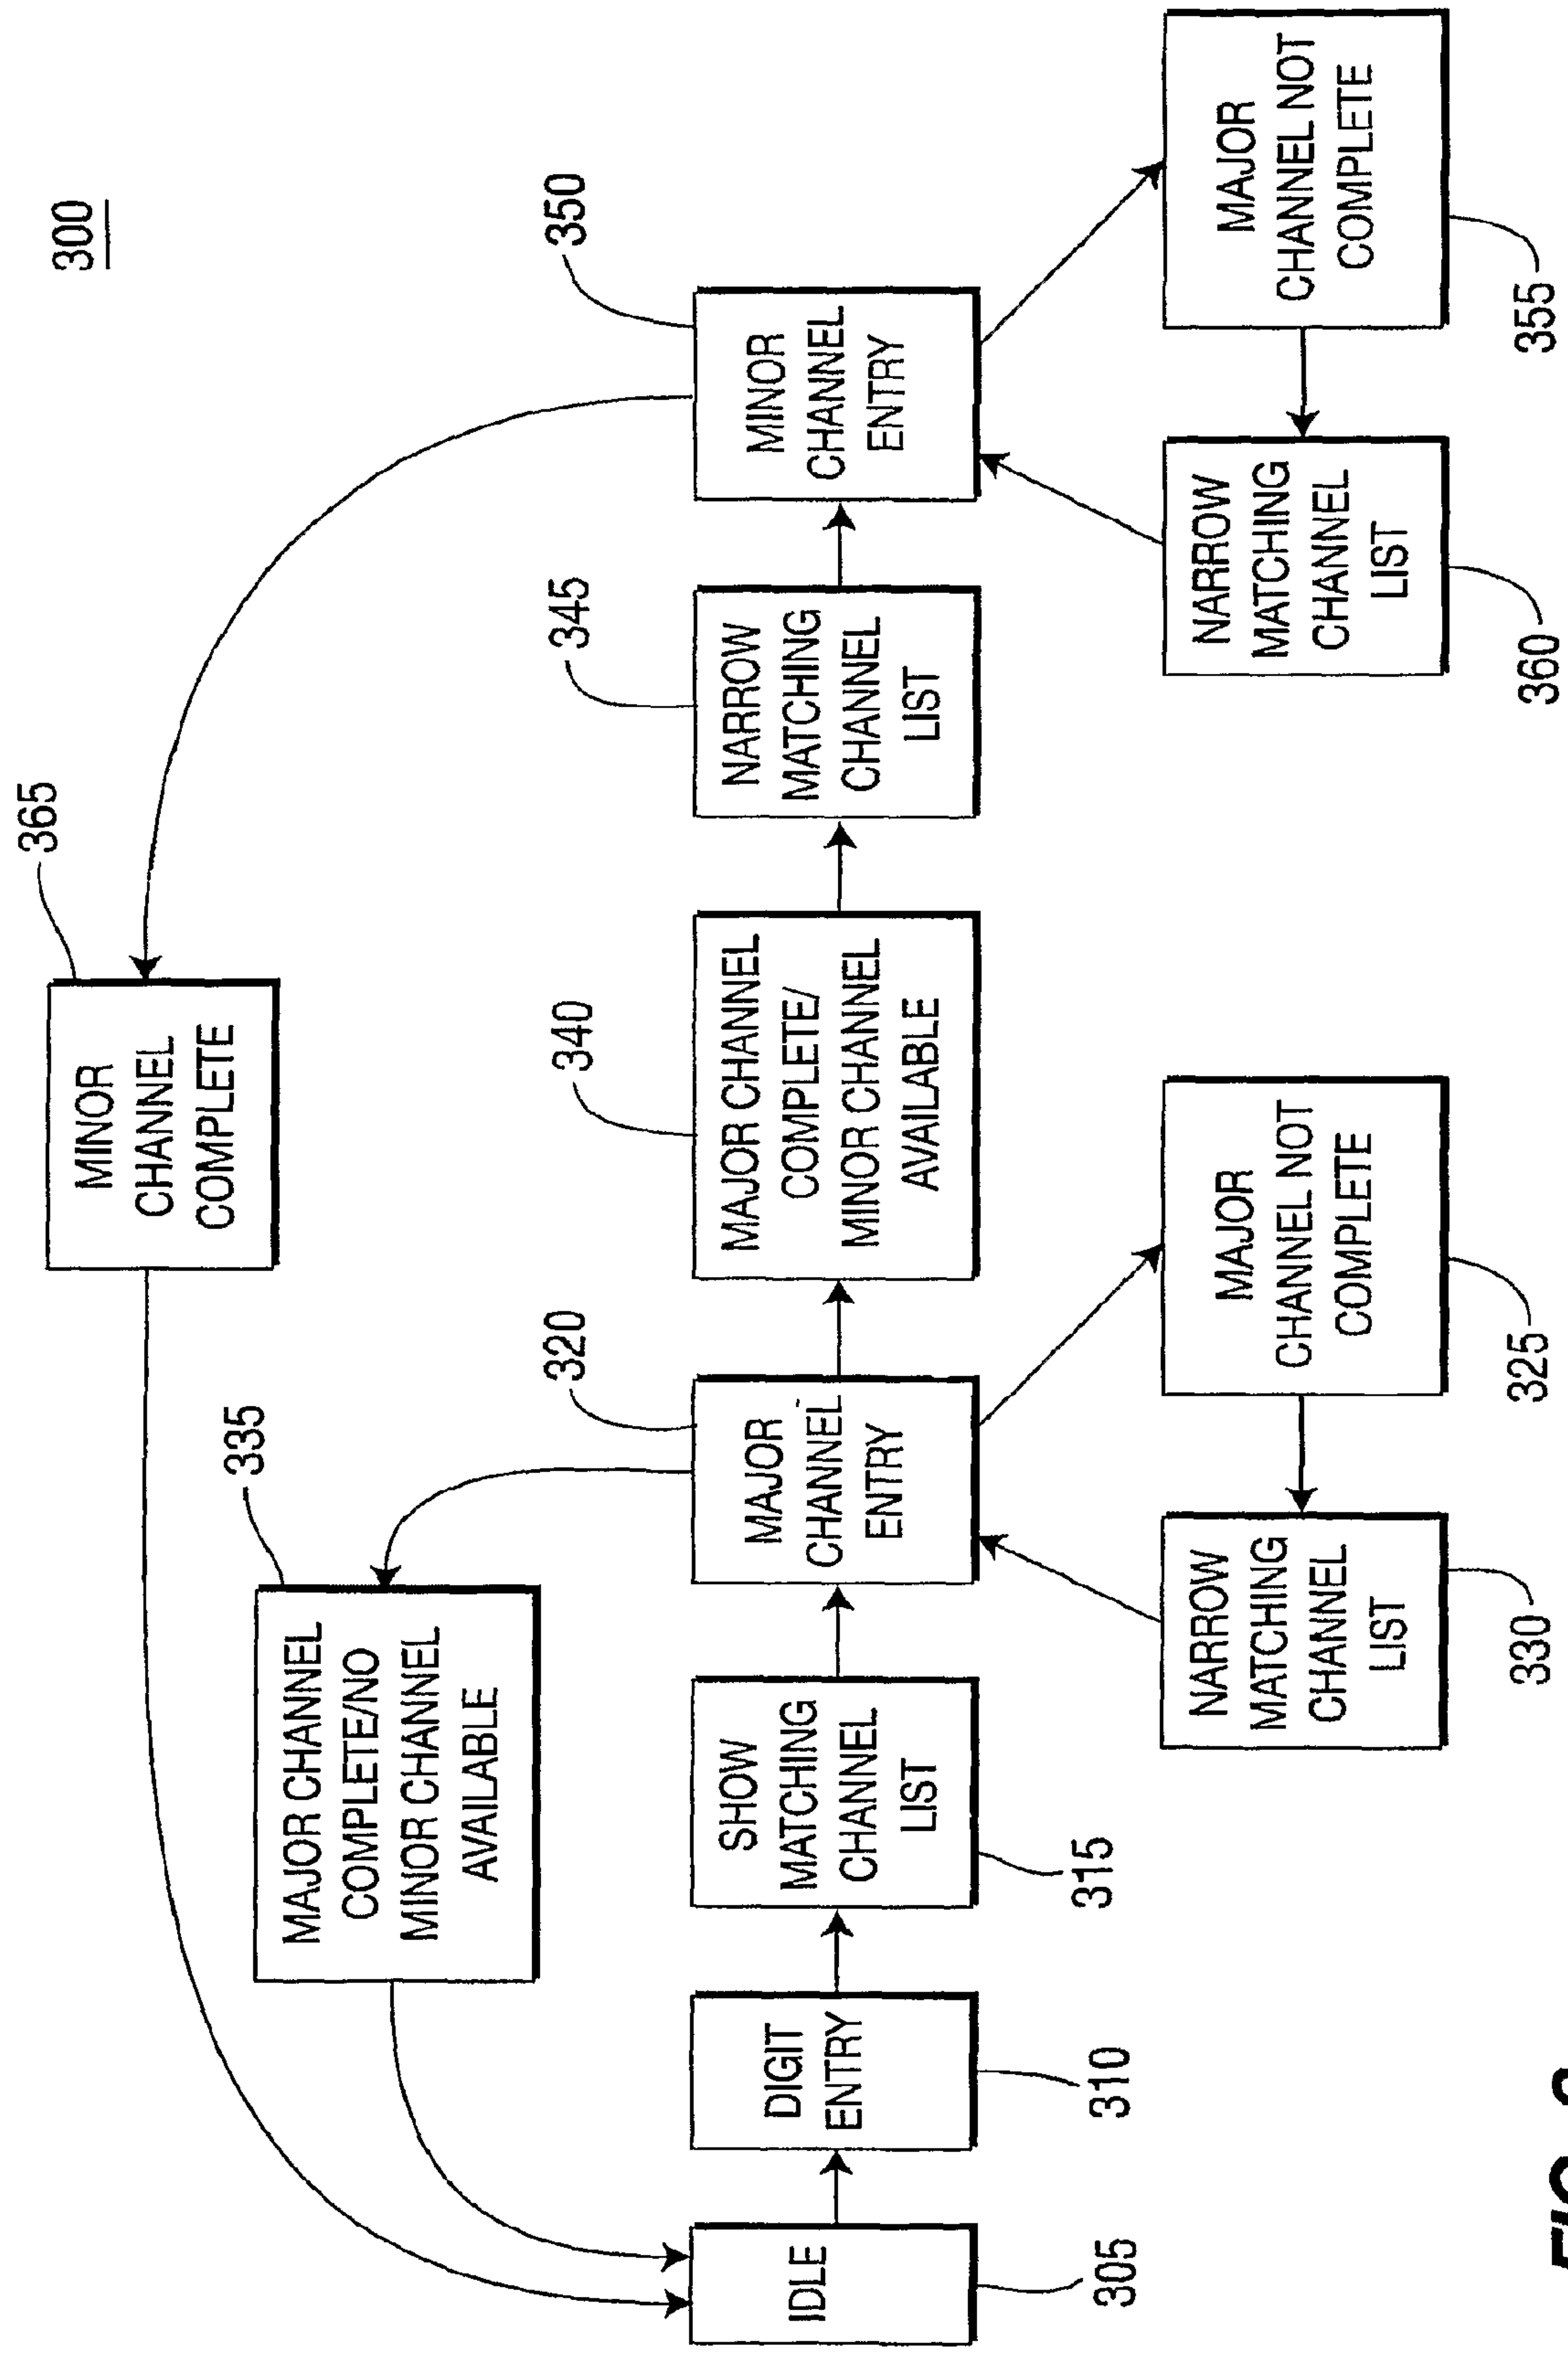 300
365
MINOR
CHANNEL
COMPLETE
335
MAJOR CHANNEL
COMPLETE/NO
MINOR CHANNEL
AVAILABLE
320
340
345
350
IDLE
305
DIGIT
ENTRY
310
SHOW
MATCHING
CHANNEL
LIST
315
MAJOR
CHANNEL
ENTRY
MAJOR CHANNEL
COMPLETE/
MINOR CHANNEL
AVAILABLE
NARROW
MATCHING
CHANNEL
LIST
MINOR
CHANNEL
ENTRY
NARROW
MATCHING
CHANNEL
LIST
330
MAJOR
CHANNEL NOT
COMPLETE
325
NARROW
MATCHING
CHANNEL
LIST
360
MAJOR
CHANNEL NOT
COMPLETE
355